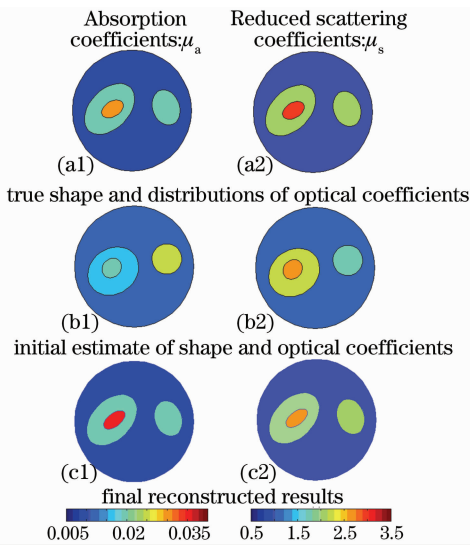 Absorption Reduced scattering
coefficients:μa coefficients:μs
(a1) (a2)
true shape and distributions of optical coefficients
(b1) (b2)
initial estimate of shape and optical coefficients
(c1) (c2)
final reconstructed results
0.005 0.02 0.035 0.5 1.5 2.5 3.5